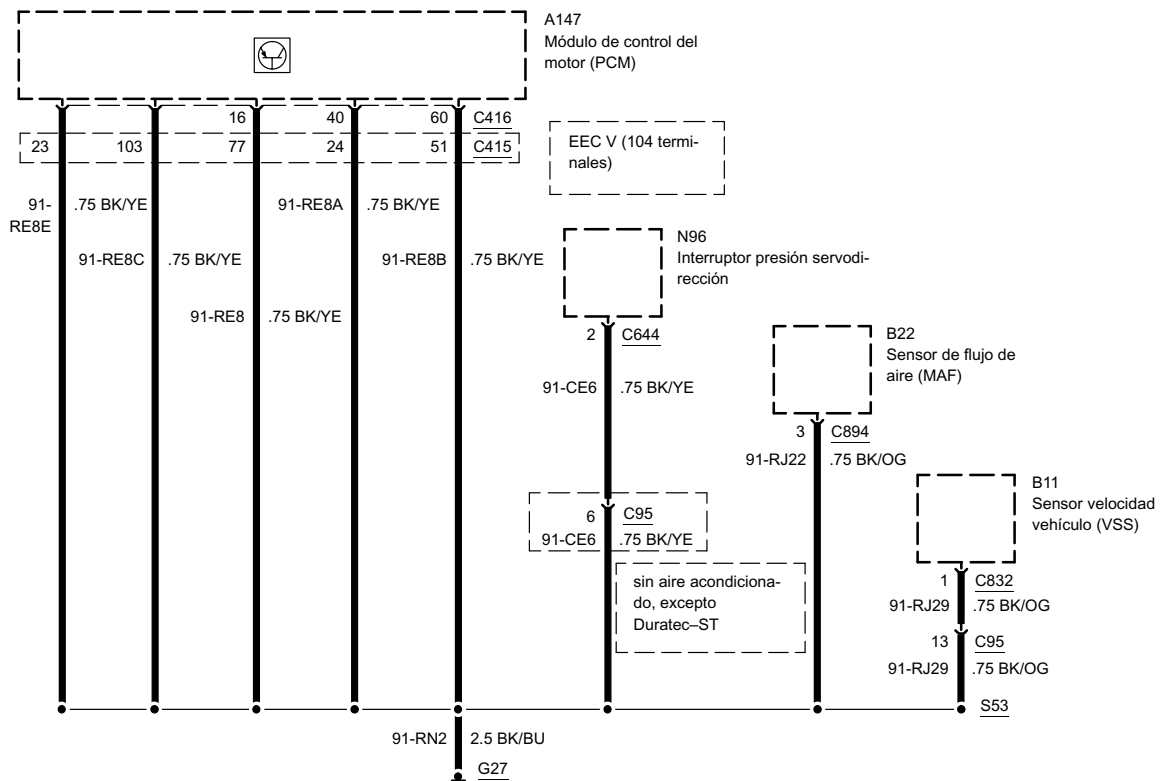 A147
Módulo de control del
motor (PCM)
16 40 60 C416
23 103 77 24 51 C415
EEC V (104 termi-
nales)
91-
RE8E
.75 BK/YE
91-RE8A .75 BK/YE
91-RE8C .75 BK/YE
91-RE8B .75 BK/YE
91-RE8 .75 BK/YE
N96
Interruptor presión servodi-
rección
2 C644
91-CE6 .75 BK/YE
6 C95
91-CE6 .75 BK/YE
sin aire acondiciona-
do, excepto
Duratec–ST
B22
Sensor de flujo de
aire (MAF)
3 C894
91-RJ22 .75 BK/OG
B11
Sensor velocidad
vehículo (VSS)
1 C832
91-RJ29 .75 BK/OG
13 C95
91-RJ29 .75 BK/OG
S53
91-RN2 2.5 BK/BU
G27